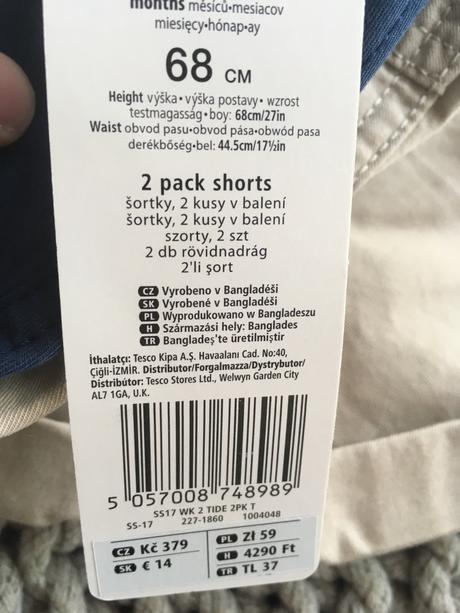 months měsíců•mesiacov
miesięcy•hónap•ay
68 CM
Height výška•výška postavy• wzrost
testmagasság•boy: 68cm/27in
Waist obvod pasu•obvod pása•obwód pasa
derékbőség•bel: 44.5cm/17½in
2 pack shorts
šortky, 2 kusy v balení
šortky, 2 kusy v balení
szorty, 2 szt
2 db rövidnadrág
2'li şort
CZ Vyrobeno v Bangladéši
SK Vyrobené v Bangladéši
PL Wyprodukowano w Bangladeszu
H Származási hely: Banglades
TR Bangladeş'te üretilmiştir
İthalatçı: Tesco Kipa A.Ş. Havaalanı Cad. No:40,
Çiğli-İZMİR. Distributor/Forgalmazza/Dystrybutor/
Distribútor: Tesco Stores Ltd., Welwyn Garden City
AL7 1GA, U.K.
5 057008 748989
SS17 WK 2 TIDE 2PK T
SS-17 227-1860 1004048
CZ Kč 379
SK € 14
PL Zł 59
H 4290 Ft
TR TL 37